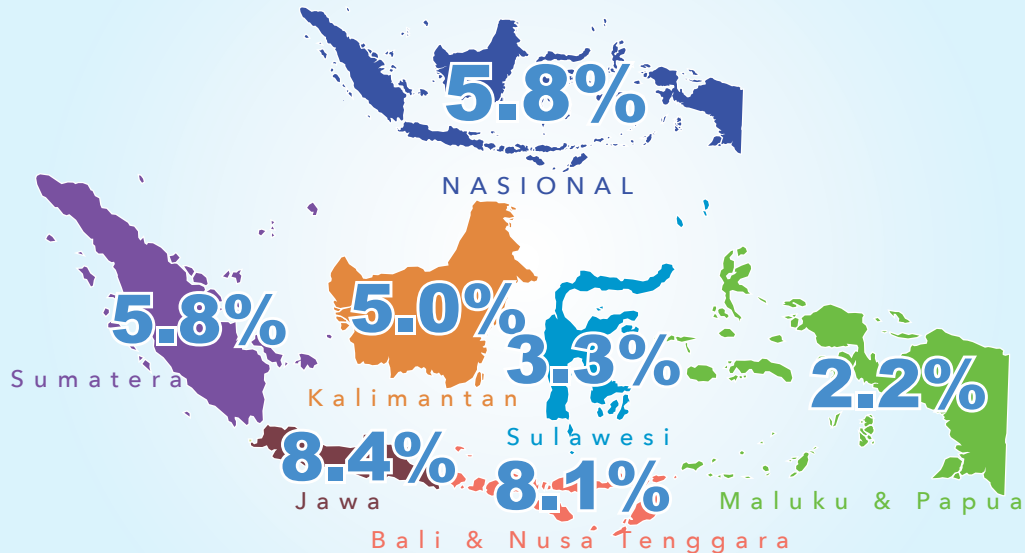 5.8%
NASIONAL
5.8%
Sumatera
5.0%
Kalimantan
3.3%
Sulawesi
2.2%
Maluku & Papua
8.4%
Jawa
8.1%
Bali & Nusa Tenggara